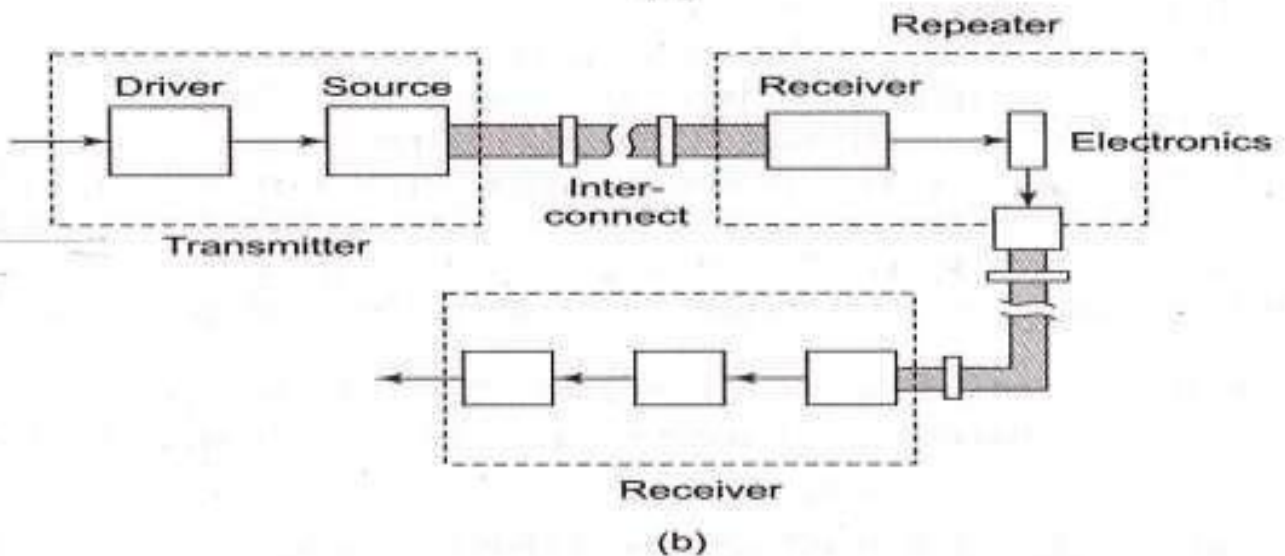 Repeater
Driver
Source
Receiver
Electronics
Inter-
connect
Transmitter
Receiver
(b)